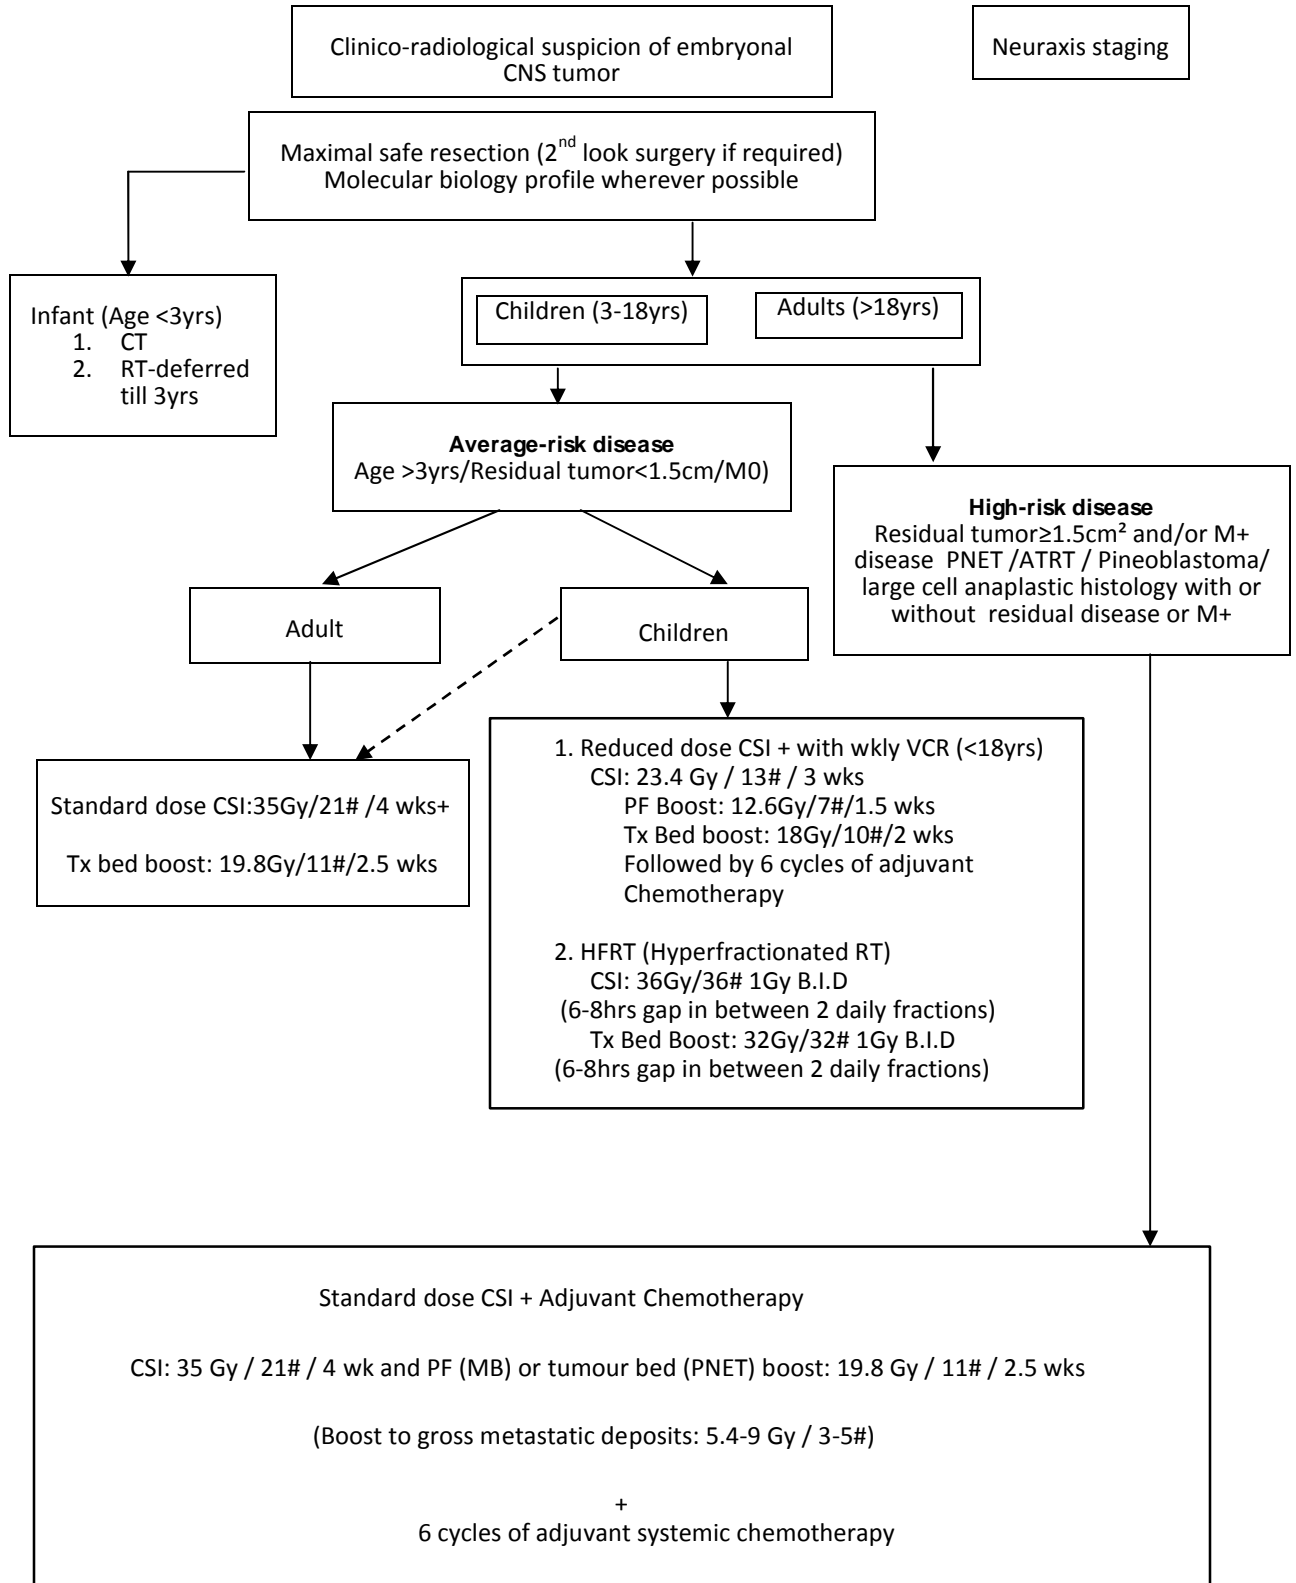 Clinico-radiological suspicion of embryonal
CNS tumor
Neuraxis staging
Maximal safe resection (2nd look surgery if required)
Molecular biology profile wherever possible
Infant (Age <3yrs)
1. CT
2. RT-deferred
till 3yrs
Children (3-18yrs)
Adults (>18yrs)
Average-risk disease
Age >3yrs/Residual tumor<1.5cm/M0)
High-risk disease
Residual tumor≥1.5cm² and/or M+
disease PNET /ATRT / Pineoblastoma/
large cell anaplastic histology with or
without residual disease or M+
Adult
Children
Standard dose CSI:35Gy/21# /4 wks+
Tx bed boost: 19.8Gy/11#/2.5 wks
1. Reduced dose CSI + with wkly VCR (<18yrs)
CSI: 23.4 Gy / 13# / 3 wks
PF Boost: 12.6Gy/7#/1.5 wks
Tx Bed boost: 18Gy/10#/2 wks
Followed by 6 cycles of adjuvant
Chemotherapy
2. HFRT (Hyperfractionated RT)
CSI: 36Gy/36# 1Gy B.I.D
(6-8hrs gap in between 2 daily fractions)
Tx Bed Boost: 32Gy/32# 1Gy B.I.D
(6-8hrs gap in between 2 daily fractions)
Standard dose CSI + Adjuvant Chemotherapy
CSI: 35 Gy / 21# / 4 wk and PF (MB) or tumour bed (PNET) boost: 19.8 Gy / 11# / 2.5 wks
(Boost to gross metastatic deposits: 5.4-9 Gy / 3-5#)
+
6 cycles of adjuvant systemic chemotherapy